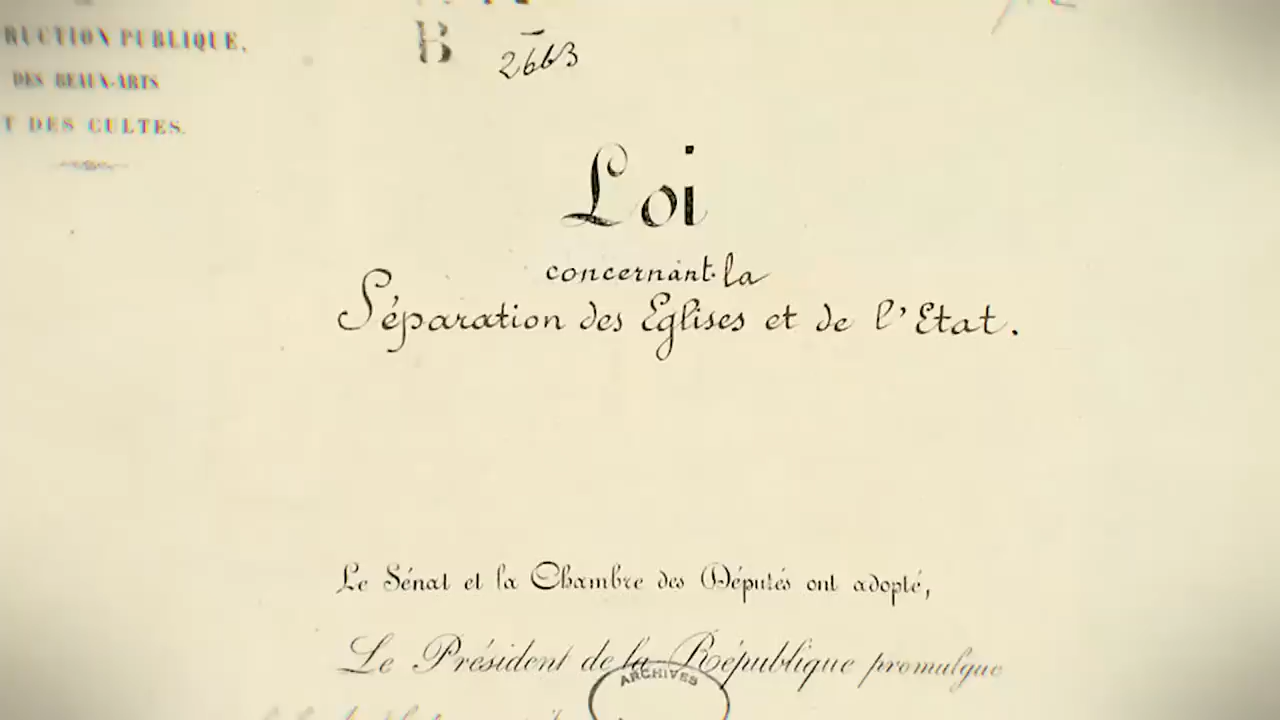 RUCTION PUBLIQUE,
DES BEAUX-ARTS
T DES CULTES.
B 2663
Loi
concernant la
Séparation des Eglises et de l'Etat.
Le Sénat et la Chambre des Députés ont adopté,
Le Président de la République promulgue
ARCHIVES